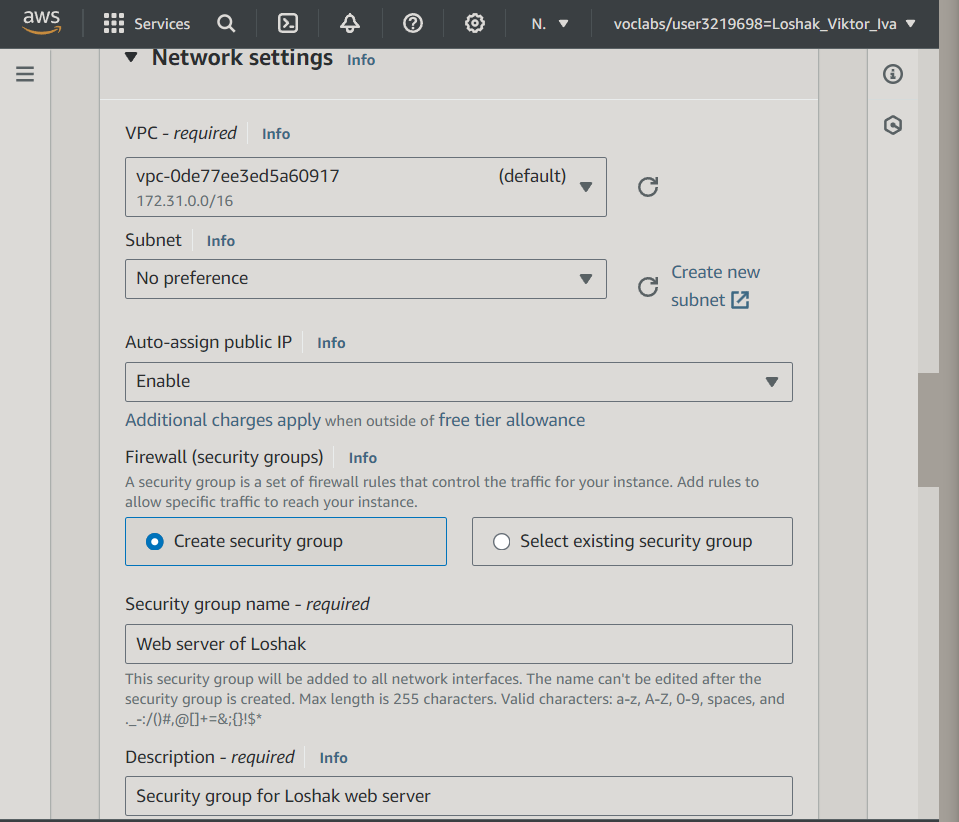 aws Services N. voclabs/user3219698=Loshak_Viktor_Iva
Network settings Info
VPC - required Info
vpc-0de77ee3ed5a60917 (default)
172.31.0.0/16
Subnet Info
No preference
Create new
subnet
Auto-assign public IP Info
Enable
Additional charges apply when outside of free tier allowance
Firewall (security groups) Info
A security group is a set of firewall rules that control the traffic for your instance. Add rules to
allow specific traffic to reach your instance.
Create security group Select existing security group
Security group name - required
Web server of Loshak
This security group will be added to all network interfaces. The name can't be edited after the
security group is created. Max length is 255 characters. Valid characters: a-z, A-Z, 0-9, spaces, and
._-:/()#,@[]+=&;{}!$*
Description - required Info
Security group for Loshak web server